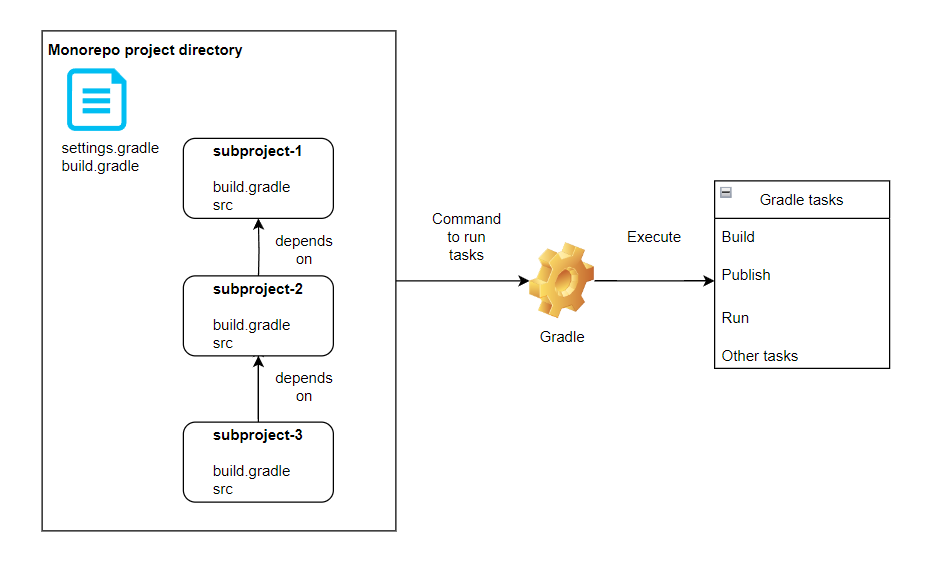 Monorepo project directory
settings.gradle
build.gradle
subproject-1
build.gradle
src
depends
on
subproject-2
build.gradle
src
depends
on
subproject-3
build.gradle
src
Command
to run
tasks
Gradle
Execute
Gradle tasks
Build
Publish
Run
Other tasks